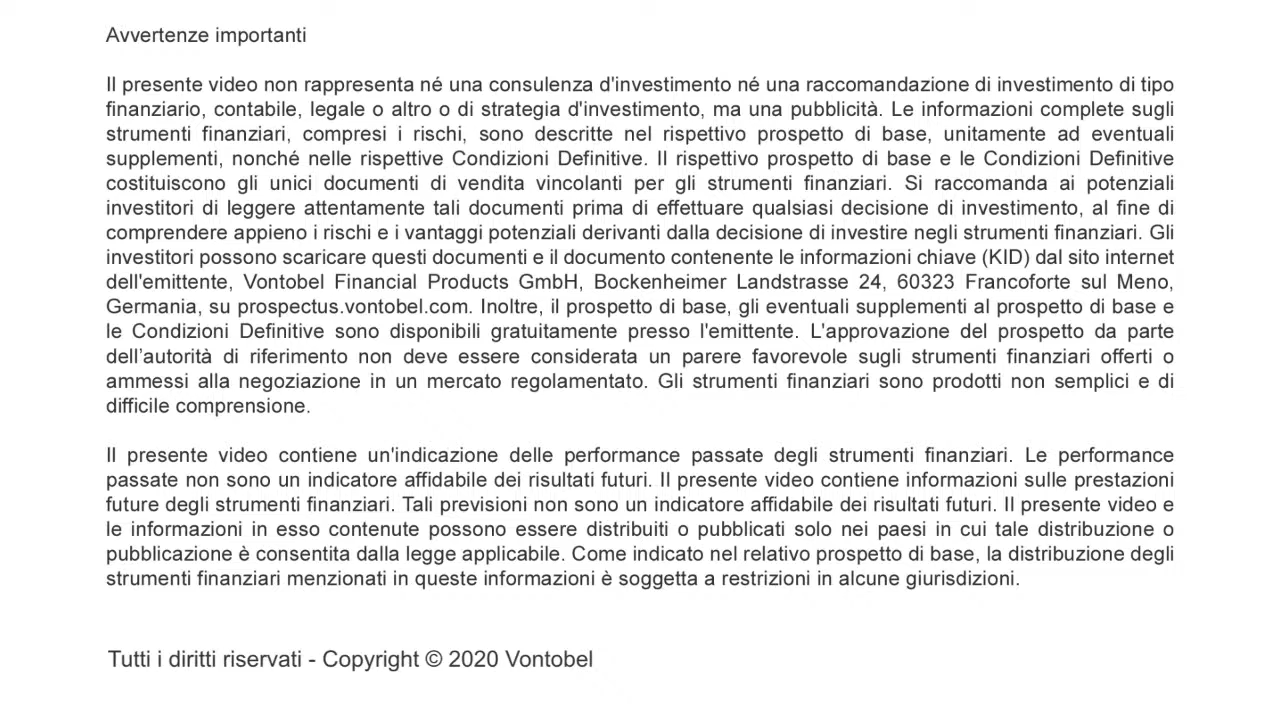 Avvertenze importanti
Il presente video non rappresenta né una consulenza d'investimento né una raccomandazione di investimento di tipo
finanziario, contabile, legale o altro o di strategia d'investimento, ma una pubblicità. Le informazioni complete sugli
strumenti finanziari, compresi i rischi, sono descritte nel rispettivo prospetto di base, unitamente ad eventuali
supplementi, nonché nelle rispettive Condizioni Definitive. Il rispettivo prospetto di base e le Condizioni Definitive
costituiscono gli unici documenti di vendita vincolanti per gli strumenti finanziari. Si raccomanda ai potenziali
investitori di leggere attentamente tali documenti prima di effettuare qualsiasi decisione di investimento, al fine di
comprendere appieno i rischi e i vantaggi potenziali derivanti dalla decisione di investire negli strumenti finanziari. Gli
investitori possono scaricare questi documenti e il documento contenente le informazioni chiave (KID) dal sito internet
dell'emittente, Vontobel Financial Products GmbH, Bockenheimer Landstrasse 24, 60323 Francoforte sul Meno,
Germania, su prospectus.vontobel.com. Inoltre, il prospetto di base, gli eventuali supplementi al prospetto di base e
le Condizioni Definitive sono disponibili gratuitamente presso l'emittente. L'approvazione del prospetto da parte
dell'autorità di riferimento non deve essere considerata un parere favorevole sugli strumenti finanziari offerti o
ammessi alla negoziazione in un mercato regolamentato. Gli strumenti finanziari sono prodotti non semplici e di
difficile comprensione.
Il presente video contiene un'indicazione delle performance passate degli strumenti finanziari. Le performance
passate non sono un indicatore affidabile dei risultati futuri. Il presente video contiene informazioni sulle prestazioni
future degli strumenti finanziari. Tali previsioni non sono un indicatore affidabile dei risultati futuri. Il presente video e
le informazioni in esso contenute possono essere distribuiti o pubblicati solo nei paesi in cui tale distribuzione o
pubblicazione è consentita dalla legge applicabile. Come indicato nel relativo prospetto di base, la distribuzione degli
strumenti finanziari menzionati in queste informazioni è soggetta a restrizioni in alcune giurisdizioni.
Tutti i diritti riservati - Copyright © 2020 Vontobel